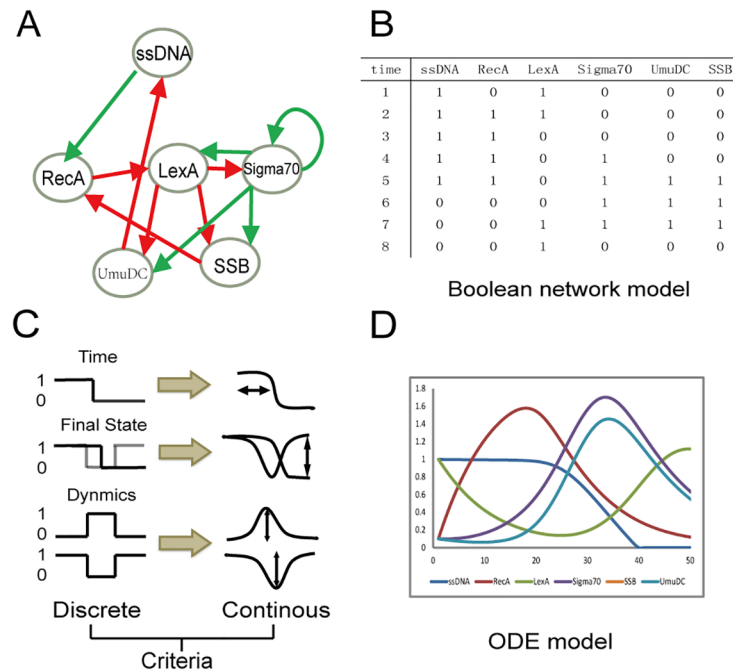 A
ssDNA
RecA
LexA
Sigma70
UmuDC
SSB
B
time ssDNA RecA LexA Sigma70 UmuDC SSB
1 1 0 1 0 0 0
2 1 1 1 0 0 0
3 1 1 0 0 0 0
4 1 1 0 1 0 0
5 1 1 0 1 1 1
6 0 0 0 1 1 1
7 0 0 1 1 1 1
8 0 0 1 0 0 0
Boolean network model
C
Time
1
0
Final State
1
0
Dynmics
1
0
1
0
Discrete Continous
Criteria
D
1.8
1.6
1.4
1.2
1
0.8
0.6
0.4
0.2
0
0 10 20 30 40 50
ssDNA RecA LexA Sigma70 SSB UmuDC
ODE model